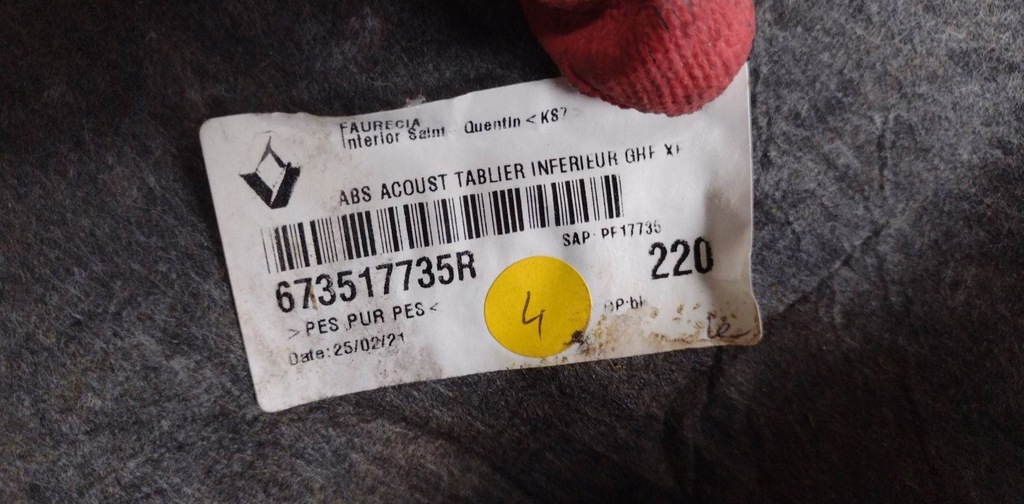 FAURECIA
Interior Saint - Quentin < KS?
ABS ACOUST TABLIER INFERIEUR GHF
SAP: PF17735
673517735R
220
>PES PUR PES<
4
Date: 25/02/21